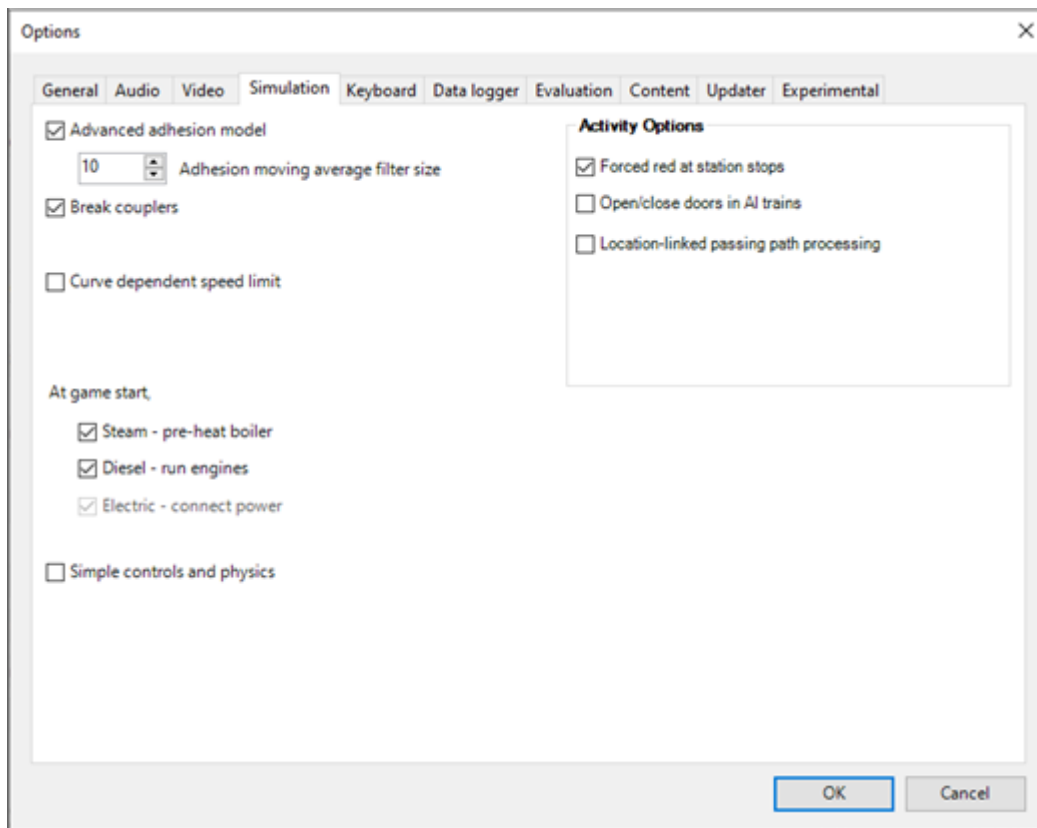 Options
General Audio Video Simulation Keyboard Data logger Evaluation Content Updater Experimental
Advanced adhesion model
10 Adhesion moving average filter size
Break couplers
Curve dependent speed limit
At game start,
Steam - pre-heat boiler
Diesel - run engines
Electric - connect power
Simple controls and physics
Activity Options
Forced red at station stops
Open/close doors in AI trains
Location-linked passing path processing
OK Cancel